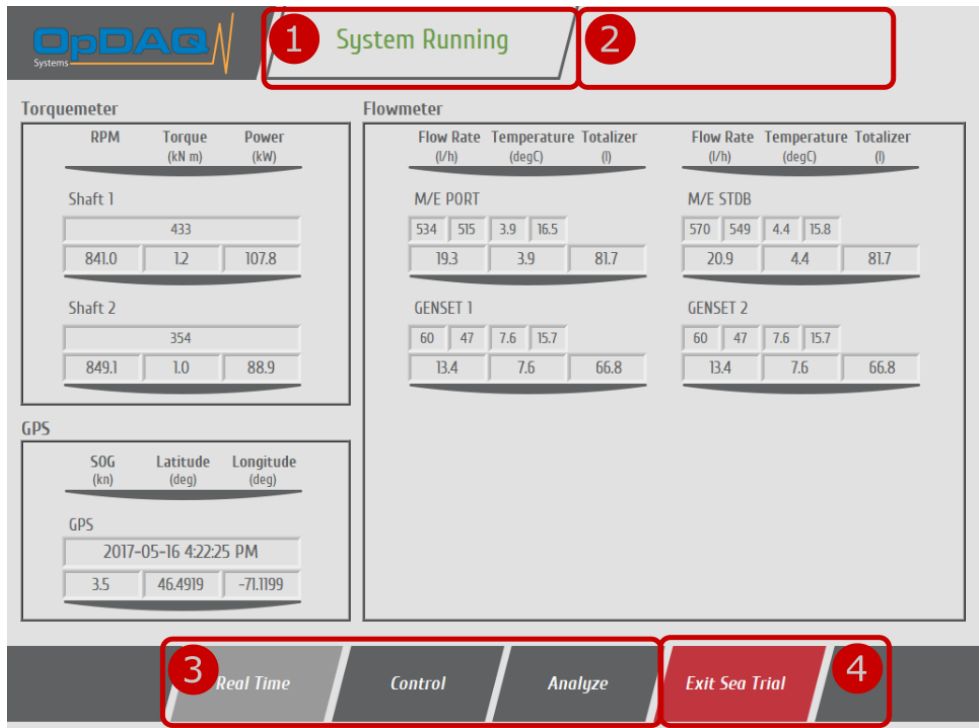 OpDAQ
Systems
1 System Running
2
Torquemeter
RPM Torque Power
(kN m) (kW)
Shaft 1
433
841.0 1.2 107.8
Shaft 2
354
849.1 1.0 88.9
GPS
SOG Latitude Longitude
(kn) (deg) (deg)
GPS
2017-05-16 4:22:25 PM
3.5 46.4919 -71.1199
Flowmeter
Flow Rate Temperature Totalizer
(l/h) (degC) (l)
M/E PORT
534 515 3.9 16.5
19.3 3.9 81.7
GENSET 1
60 47 7.6 15.7
13.4 7.6 66.8
Flow Rate Temperature Totalizer
(l/h) (degC) (l)
M/E STDB
570 549 4.4 15.8
20.9 4.4 81.7
GENSET 2
60 47 7.6 15.7
13.4 7.6 66.8
3 Real Time Control Analyze Exit Sea Trial 4